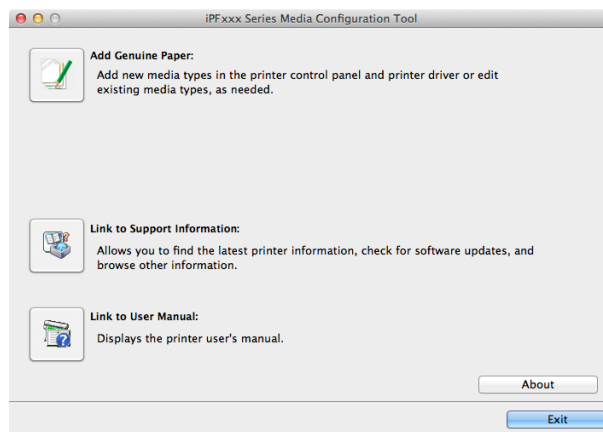 iPFxxx Series Media Configuration Tool
Add Genuine Paper:
Add new media types in the printer control panel and printer driver or edit
existing media types, as needed.
Link to Support Information:
Allows you to find the latest printer information, check for software updates, and
browse other information.
Link to User Manual:
Displays the printer user's manual.
About
Exit